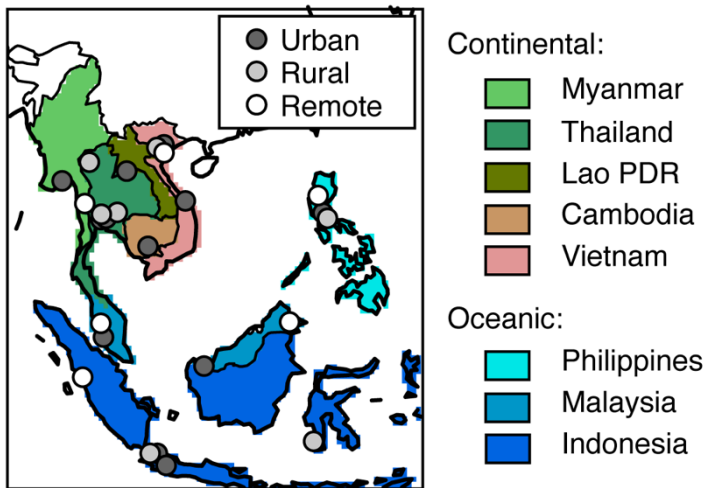 Urban
Rural
Remote
Continental:
Myanmar
Thailand
Lao PDR
Cambodia
Vietnam
Oceanic:
Philippines
Malaysia
Indonesia